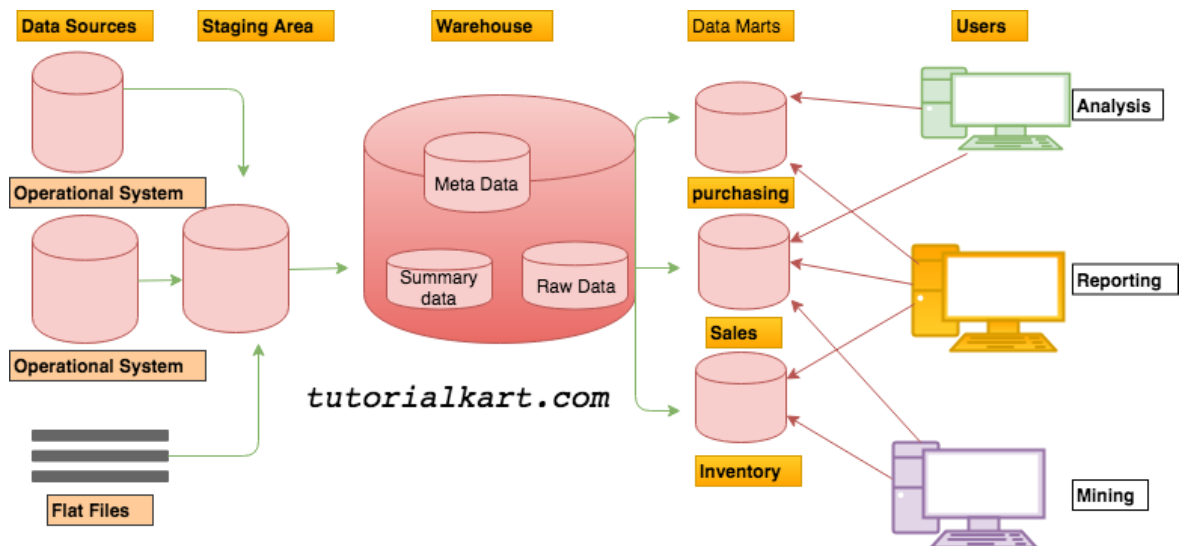 Data Sources
Staging Area
Warehouse
Data Marts
Users
Analysis
Meta Data
Operational System
purchasing
Summary
data
Raw Data
Reporting
Sales
Operational System
tutorialkart.com
Inventory
Flat Files
Mining